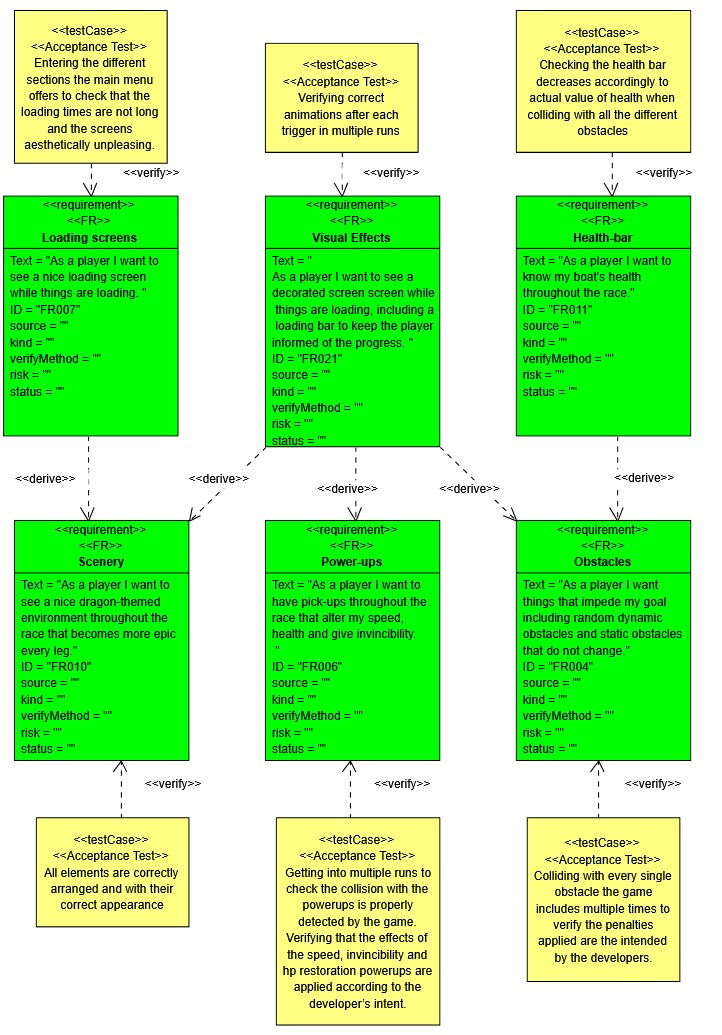 <<testCase>>
<<Acceptance Test>>
Entering the different
sections the main menu
offers to check that the
loading times are not long
and the screens
aesthetically unpleasing.
<<testCase>>
<<Acceptance Test>>
Verifying correct
animations after each
trigger in multiple runs
<<testCase>>
<<Acceptance Test>>
Checking the health bar
decreases accordingly to
actual value of health when
colliding with all the different
obstacles
<<verify>>
<<verify>>
<<verify>>
<<requirement>>
<<FR>>
Loading screens
Text = "As a player I want to
see a nice loading screen
while things are loading. "
ID = "FR007"
source = ""
kind = ""
verifyMethod = ""
risk = ""
status = ""
<<requirement>>
<<FR>>
Visual Effects
Text = "
As a player I want to see a
decorated screen screen while
things are loading, including a
loading bar to keep the player
informed of the progress. "
ID = "FR021"
source = ""
kind = ""
verifyMethod = ""
risk = ""
status = ""
<<requirement>>
<<FR>>
Health-bar
Text = "As a player I want to
know my boat's health
throughout the race."
ID = "FR011"
source = ""
kind = ""
verifyMethod = ""
risk = ""
status = ""
<<derive>>
<<derive>>
<<derive>>
<<derive>>
<<derive>>
<<requirement>>
<<FR>>
Scenery
Text = "As a player I want to
see a nice dragon-themed
environment throughout the
race that becomes more epic
every leg."
ID = "FR010"
source = ""
kind = ""
verifyMethod = ""
risk = ""
status = ""
<<requirement>>
<<FR>>
Power-ups
Text = "As a player I want to
have pick-ups throughout the
race that alter my speed,
health and give invincibility.
"
ID = "FR006"
source = ""
kind = ""
verifyMethod = ""
risk = ""
status = ""
<<requirement>>
<<FR>>
Obstacles
Text = "As a player I want
things that impede my goal
including random dynamic
obstacles and static obstacles
that do not change."
ID = "FR004"
source = ""
kind = ""
verifyMethod = ""
risk = ""
status = ""
<<verify>>
<<verify>>
<<verify>>
<<testCase>>
<<Acceptance Test>>
All elements are correctly
arranged and with their
correct appearance
<<testCase>>
<<Acceptance Test>>
Getting into multiple runs to
check the collision with the
powerups is properly
detected by the game.
Verifying that the effects of
the speed, invincibility and
hp restoration powerups are
applied according to the
developer's intent.
<<testCase>>
<<Acceptance Test>>
Colliding with every single
obstacle the game
includes multiple times to
verify the penalties
applied are the intended
by the developers.